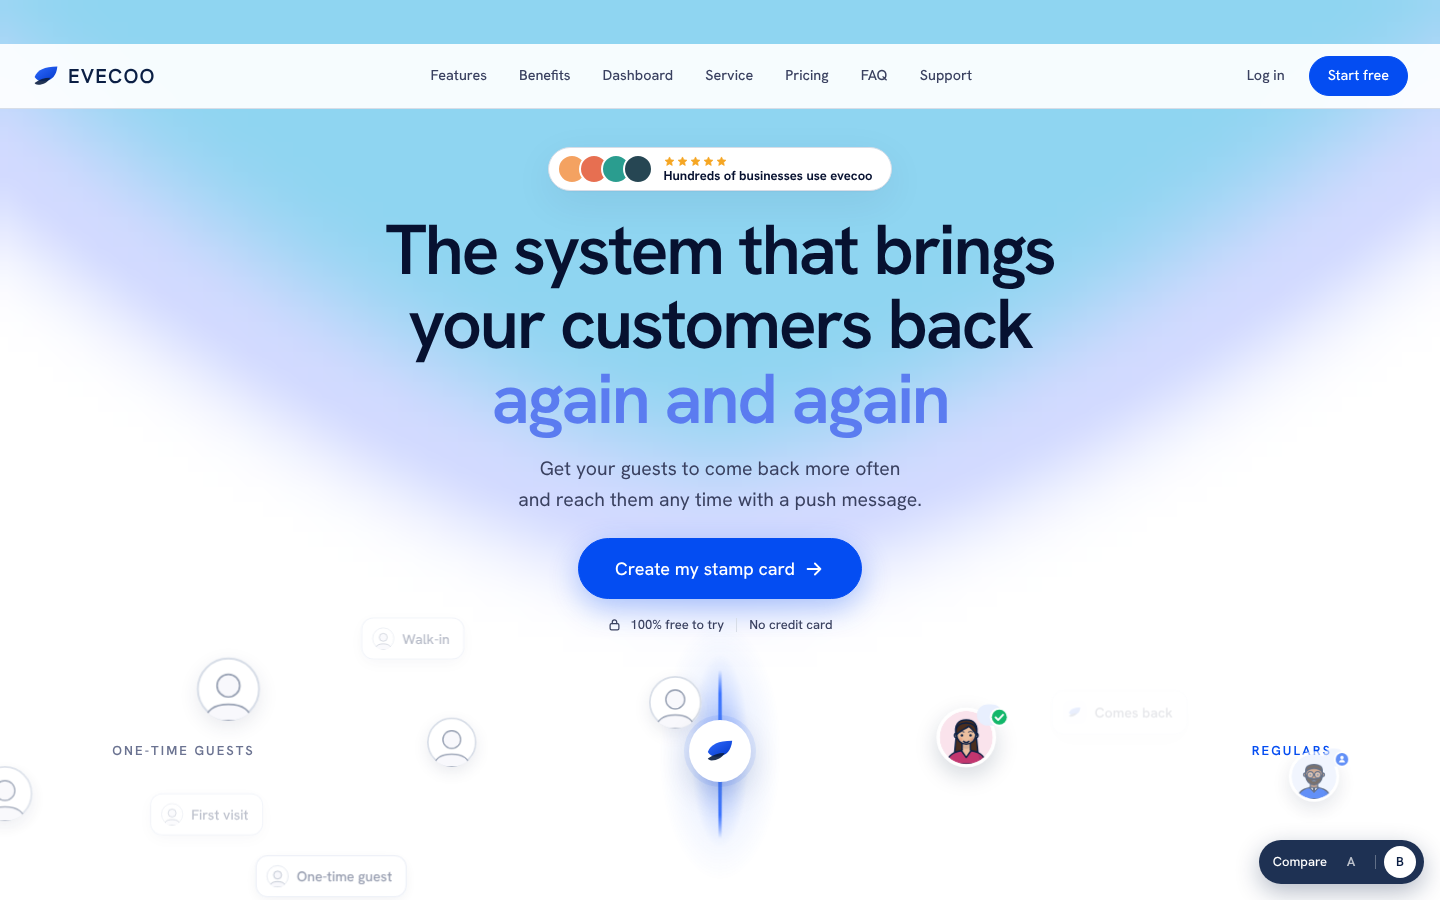 EVECOO
Features
Benefits
Dashboard
Service
Pricing
FAQ
Support
Log in
Start free
Hundreds of businesses use evecoo
The system that brings
your customers back
again and again
Get your guests to come back more often
and reach them any time with a push message.
Create my stamp card
100% free to try
No credit card
Walk-in
Comes back
ONE-TIME GUESTS
REGULARS
First visit
One-time guest
Compare A B